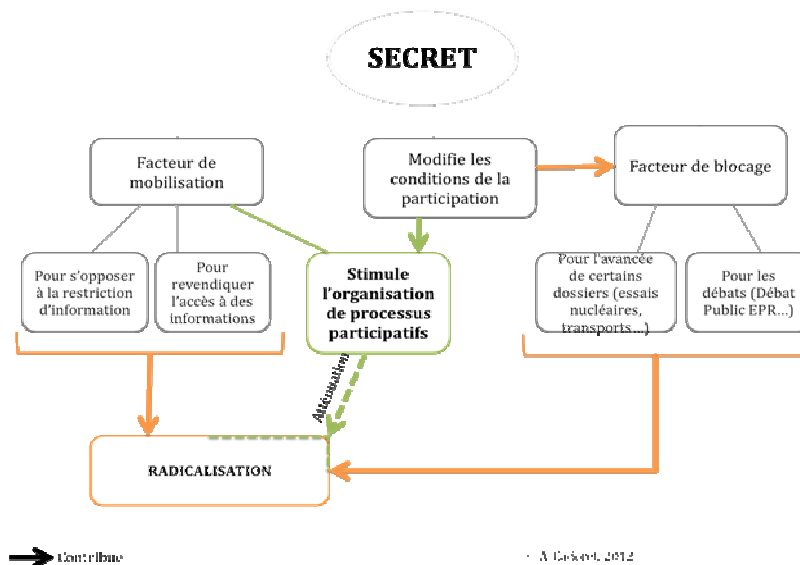 SECRET
Facteur de
mobilisation
Modifie les
conditions de la
participation
Facteur de blocage
Pour s'opposer
à la restriction
d'information
Pour
revendiquer
l'accès à des
informations
Stimule
l'organisation
de processus
participatifs
Pour l'avancée
de certains
dossiers (essais
nucléaires,
transports...)
Pour les
débats (Débat
Public EPR...)
Atténuation
RADICALISATION
Contribue
2012